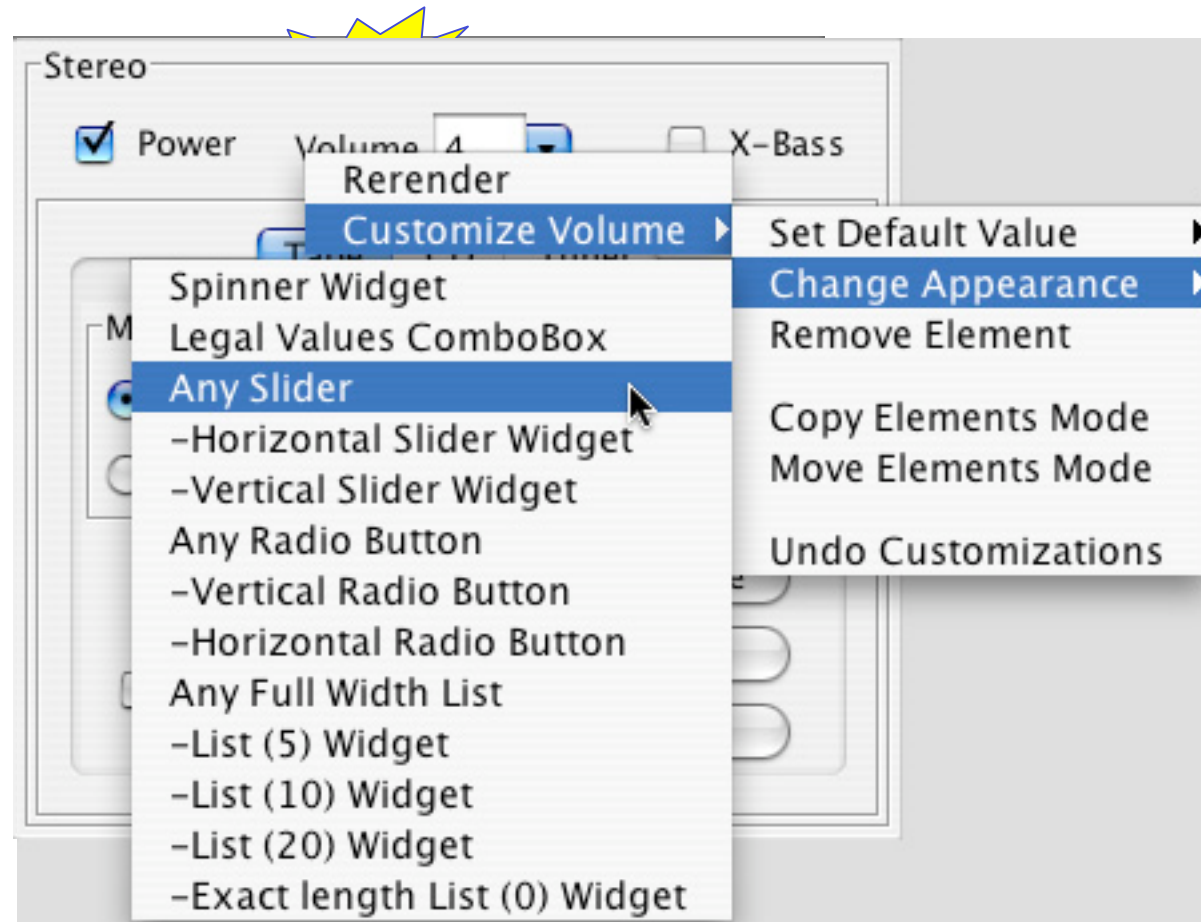 Stereo
Power Volume 4 X-Bass
Rerender
Customize Volume
Set Default Value
Change Appearance
Remove Element
Copy Elements Mode
Move Elements Mode
Undo Customizations
Spinner Widget
Legal Values ComboBox
Any Slider
-Horizontal Slider Widget
-Vertical Slider Widget
Any Radio Button
-Vertical Radio Button
-Horizontal Radio Button
Any Full Width List
-List (5) Widget
-List (10) Widget
-List (20) Widget
-Exact length List (0) Widget